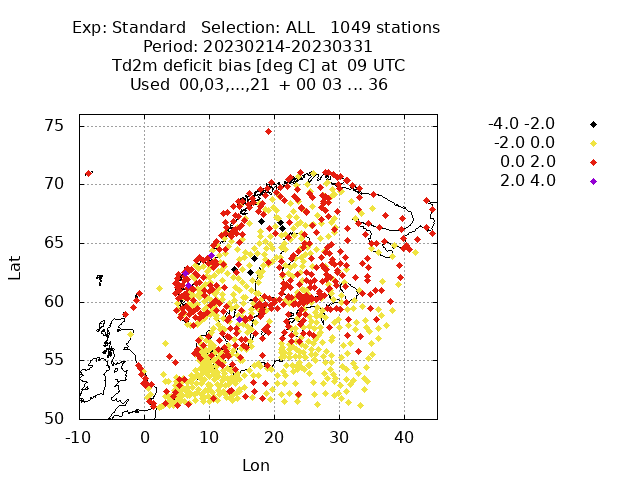 Exp: Standard   Selection: ALL   1049 stations
Period: 20230214-20230331
Td2m deficit bias [deg C] at  09 UTC
Used  00,03,...,21  + 00 03 ... 36
-4.0 -2.0
-2.0 0.0
0.0 2.0
2.0 4.0
75
70
65
60
55
50
Lat
-10 0 10 20 30 40
Lon